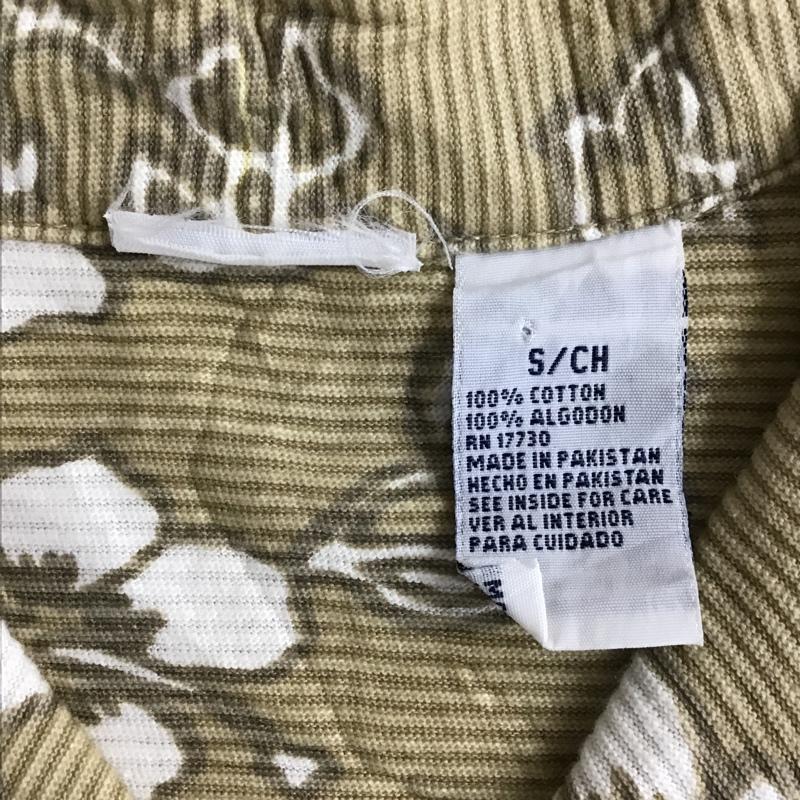 S/CH
100% COTTON
100% ALGODON
RN 17730
MADE IN PAKISTAN
HECHO EN PAKISTAN
SEE INSIDE FOR CARE
VER AL INTERIOR
PARA CUIDADO